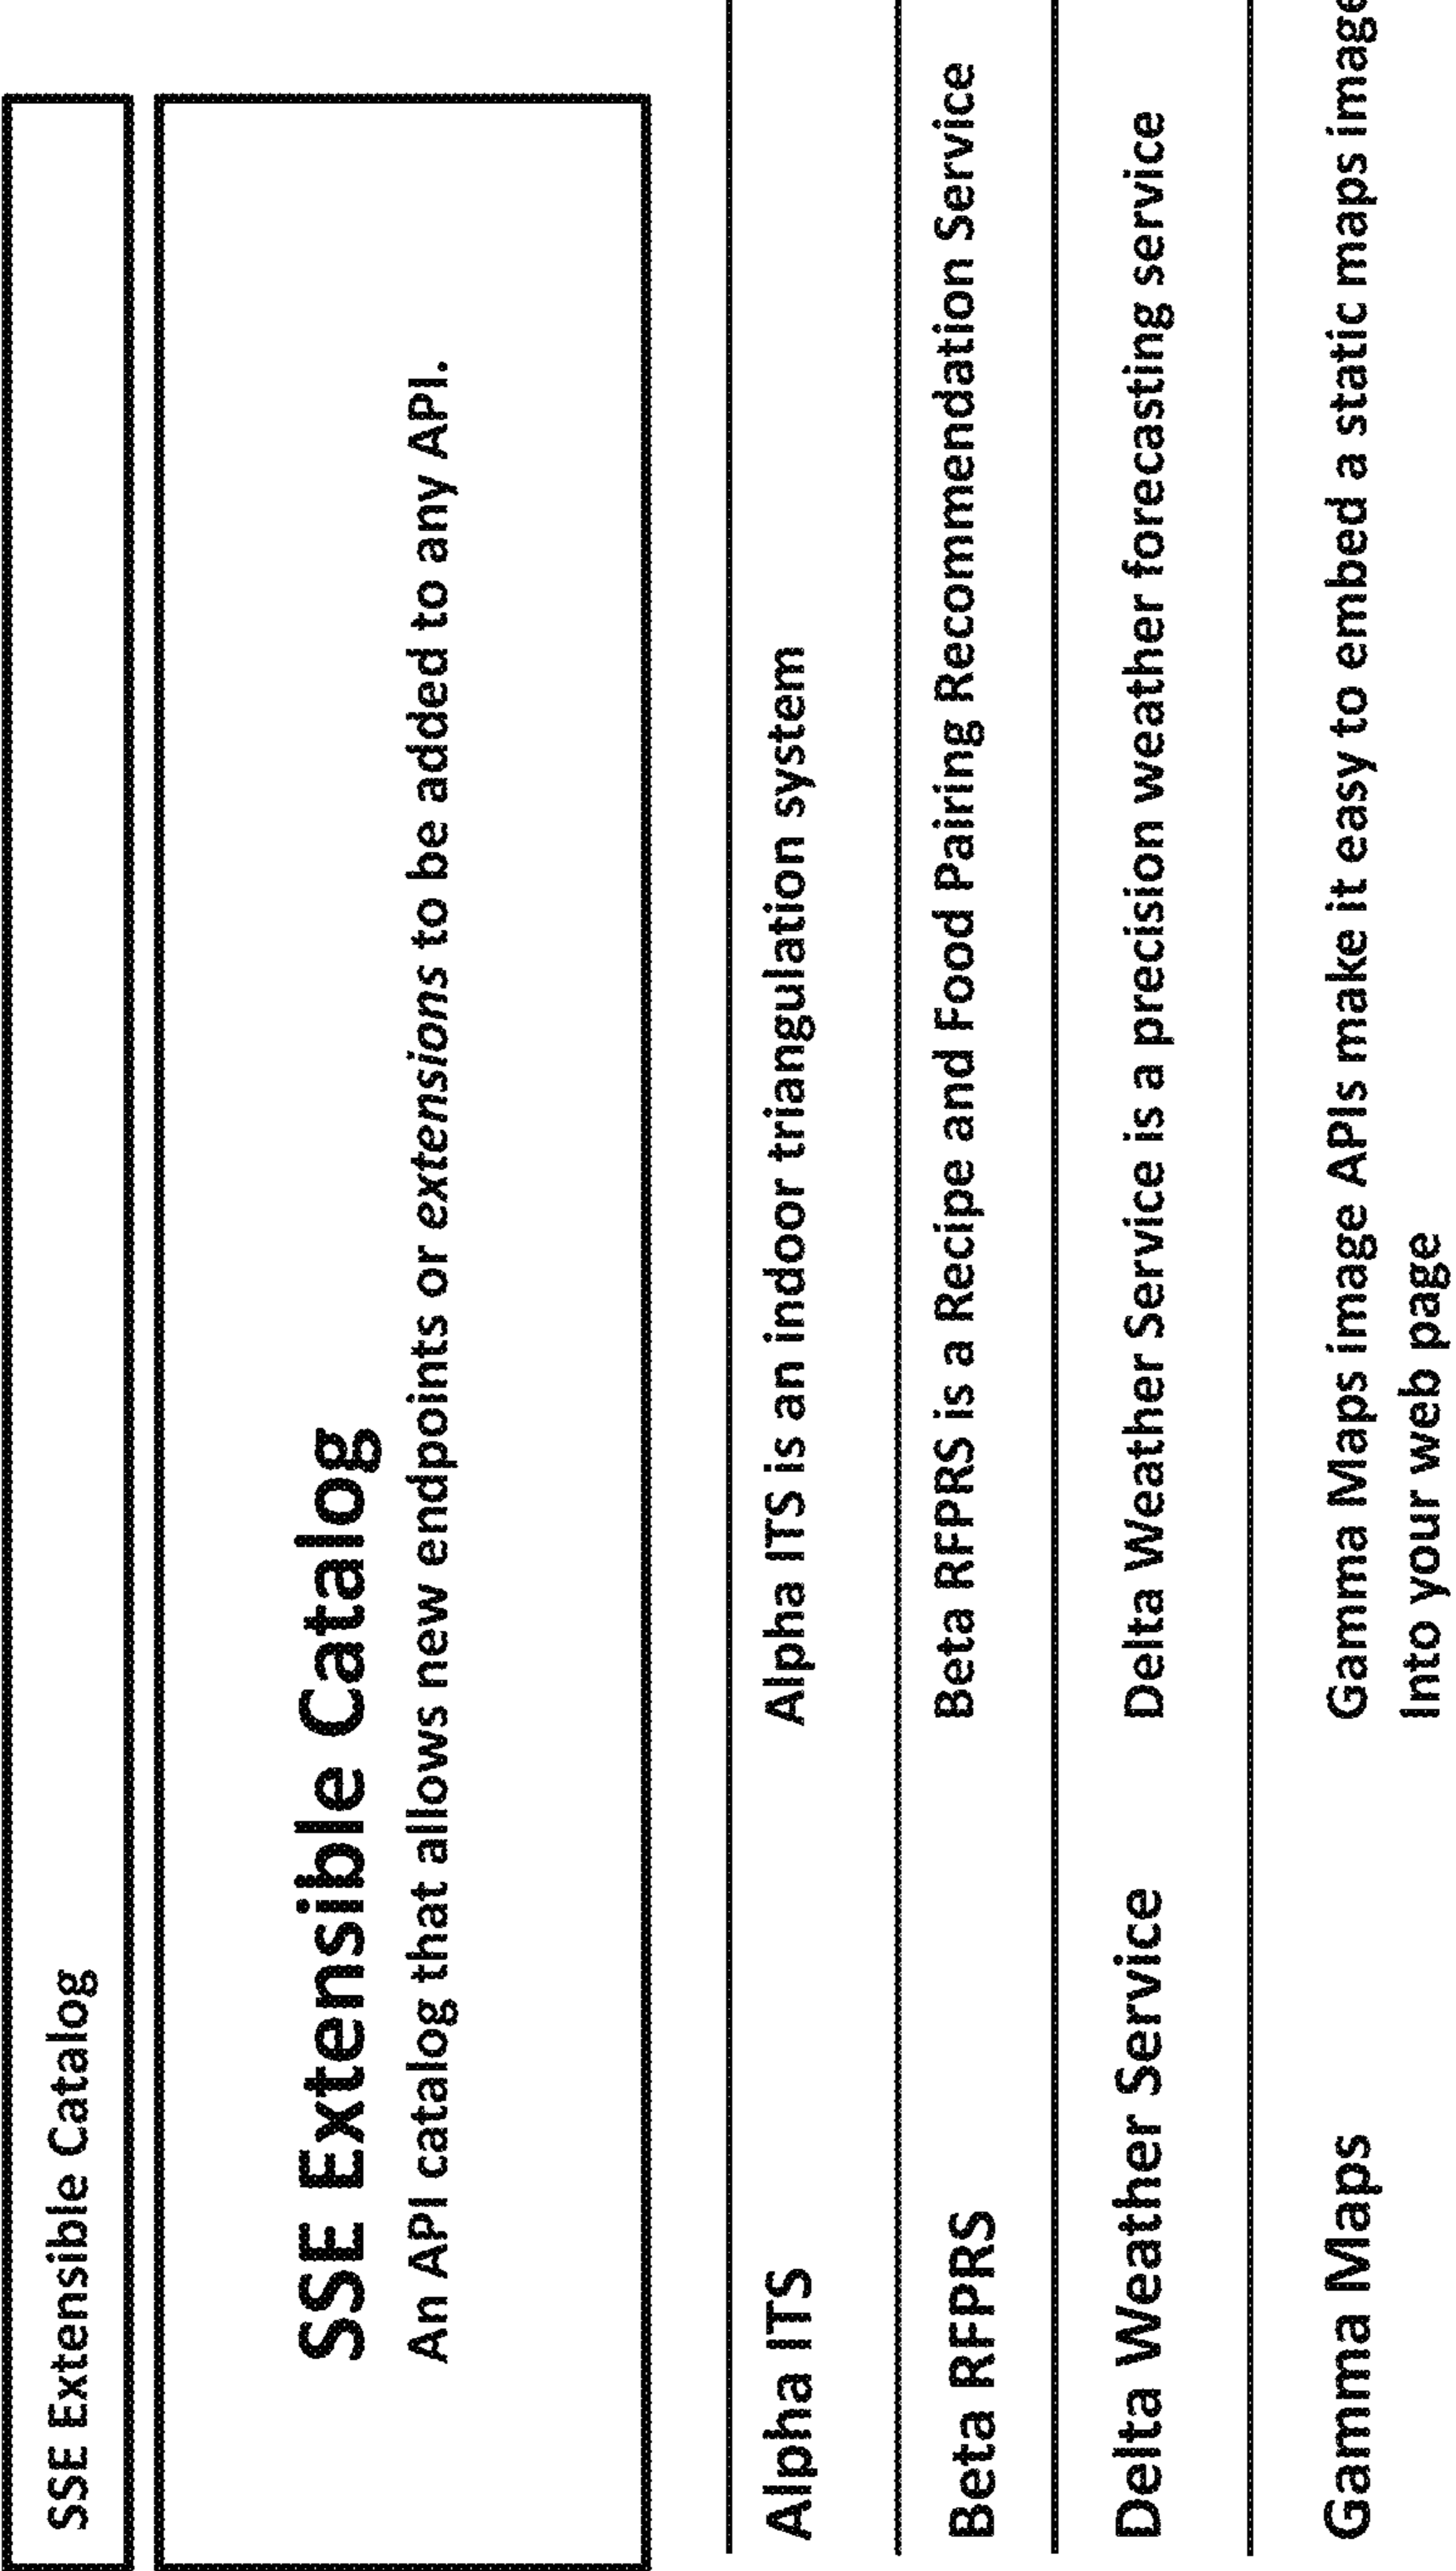 SSE Extensible Catalog
SSE Extensible Catalog
An API catalog that allows new endpoints or extensions to be added to any API.
Alpha ITS
Alpha ITS is an indoor triangulation system
Beta RFPRS
Beta RFPRS is a Recipe and Food Pairing Recommendation Service
Delta Weather Service
Delta Weather Service is a precision weather forecasting service
Gamma Maps
Gamma Maps image APIs make it easy to embed a static maps image
Into your web page